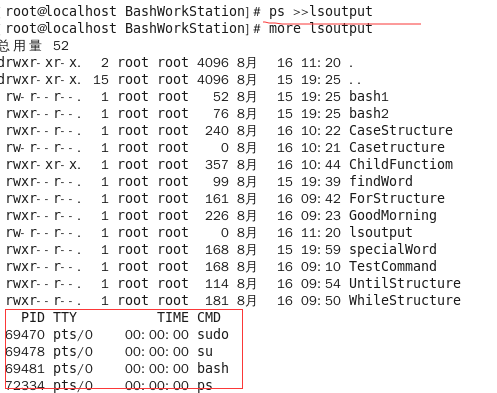 root@localhost BashWorkStation]# ps >>lsoutput
root@localhost BashWorkStation]# more lsoutput
总用量 52
drwxr-xr-x.  2 root root 4096 8月  16 11:20 .
drwxr-xr-x. 15 root root 4096 8月  15 19:25 ..
rw-r--r--.  1 root root   52 8月  15 19:25 bash1
rwxr--r--.  1 root root   76 8月  15 19:25 bash2
rwxr--r--.  1 root root  240 8月  16 10:22 CaseStructure
rw-r--r--.  1 root root    0 8月  16 10:21 Casetructure
rwxr-xr-x.  1 root root  357 8月  16 10:44 ChildFunctiom
rwxr--r--.  1 root root   99 8月  15 19:39 findWord
rwxr--r--.  1 root root  161 8月  16 09:42 ForStructure
rwxr--r--.  1 root root  226 8月  16 09:23 GoodMorning
rw-r--r--.  1 root root    0 8月  16 11:20 lsoutput
rwxr--r--.  1 root root  168 8月  15 19:59 specialWord
rwxr--r--.  1 root root  168 8月  16 09:10 TestCommand
rwxr--r--.  1 root root  114 8月  16 09:54 UntilStructure
rwxr--r--.  1 root root  181 8月  16 09:50 WhileStructure
PID TTY          TIME CMD
69470 pts/0    00:00:00 sudo
69478 pts/0    00:00:00 su
69481 pts/0    00:00:00 bash
72334 pts/0    00:00:00 ps